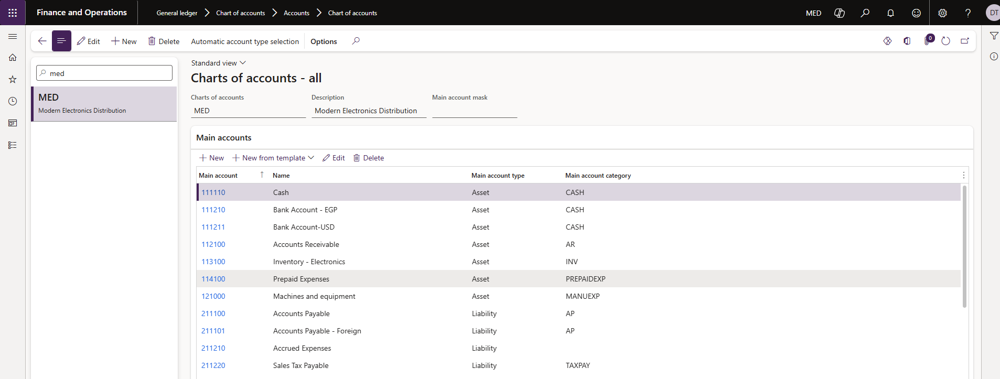 Finance and Operations
General ledger > Chart of accounts > Accounts > Chart of accounts
MED
DT
Edit
New
Delete
Automatic account type selection
Options
0
med
MED
Modern Electronics Distribution
Standard view
Charts of accounts - all
Charts of accounts Description Main account mask
MED Modern Electronics Distribution
Main accounts
New New from template Edit Delete
Main account Name Main account type Main account category
111110 Cash Asset CASH
111210 Bank Account - EGP Asset CASH
111211 Bank Account-USD Asset CASH
112100 Accounts Receivable Asset AR
113100 Inventory - Electronics Asset INV
114100 Prepaid Expenses Asset PREPAIDEXP
121000 Machines and equipment Asset MANUEXP
211100 Accounts Payable Liability AP
211101 Accounts Payable - Foreign Liability AP
211210 Accrued Expenses Liability
211220 Sales Tax Payable Liability TAXPAY